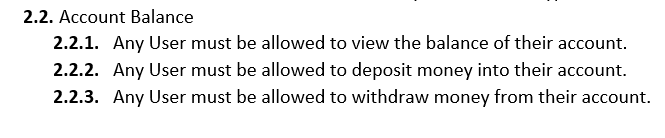 2.2. Account Balance
2.2.1. Any User must be allowed to view the balance of their account.
2.2.2. Any User must be allowed to deposit money into their account.
2.2.3. Any User must be allowed to withdraw money from their account.